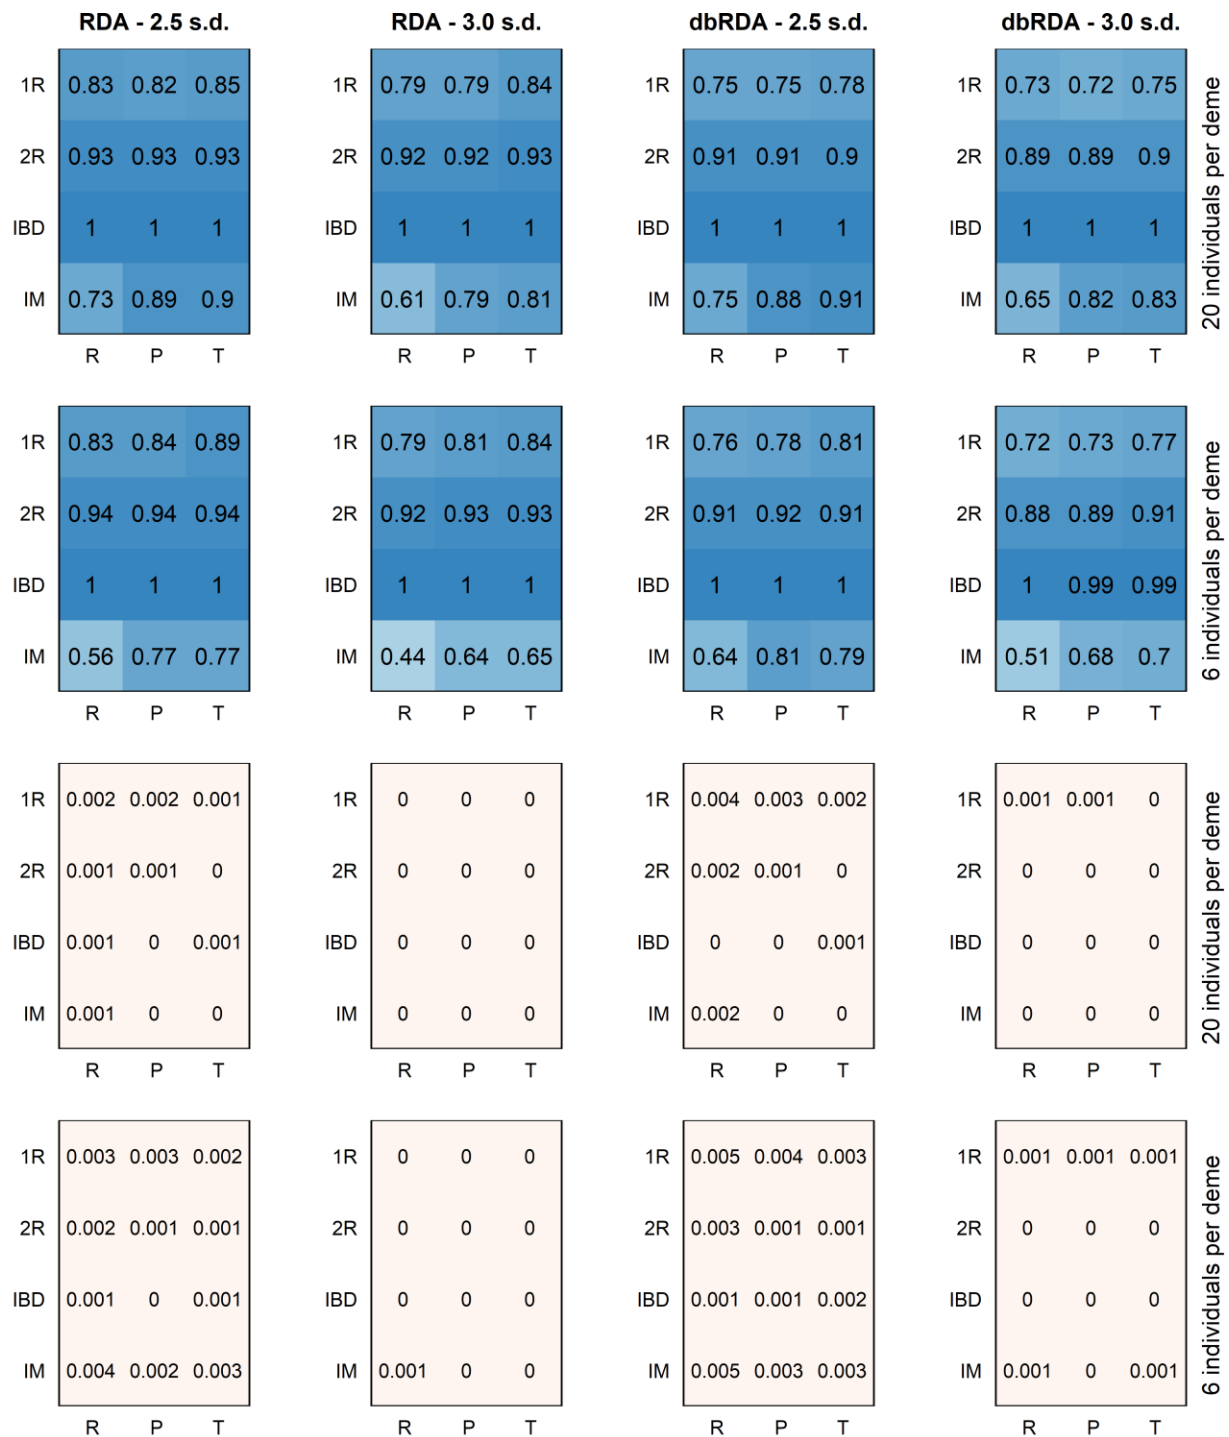 RDA - 2.5 s.d. RDA - 3.0 s.d. dbRDA - 2.5 s.d. dbRDA - 3.0 s.d.
1R 0.83 0.82 0.85 1R 0.79 0.79 0.84 1R 0.75 0.75 0.78 1R 0.73 0.72 0.75
2R 0.93 0.93 0.93 2R 0.92 0.92 0.93 2R 0.91 0.91 0.9 2R 0.89 0.89 0.9
IBD 1 1 1 IBD 1 1 1 IBD 1 1 1 IBD 1 1 1
IM 0.73 0.89 0.9 IM 0.61 0.79 0.81 IM 0.75 0.88 0.91 IM 0.65 0.82 0.83
R P T R P T R P T R P T
20 individuals per deme
1R 0.83 0.84 0.89 1R 0.79 0.81 0.84 1R 0.76 0.78 0.81 1R 0.72 0.73 0.77
2R 0.94 0.94 0.94 2R 0.92 0.93 0.93 2R 0.91 0.92 0.91 2R 0.88 0.89 0.91
IBD 1 1 1 IBD 1 1 1 IBD 1 1 1 IBD 1 0.99 0.99
IM 0.56 0.77 0.77 IM 0.44 0.64 0.65 IM 0.64 0.81 0.79 IM 0.51 0.68 0.7
R P T R P T R P T R P T
6 individuals per deme
1R 0.002 0.002 0.001 1R 0 0 0 1R 0.004 0.003 0.002 1R 0.001 0.001 0
2R 0.001 0.001 0 2R 0 0 0 2R 0.002 0.001 0 2R 0 0 0
IBD 0.001 0 0.001 IBD 0 0 0 IBD 0 0 0.001 IBD 0 0 0
IM 0.001 0 0 IM 0 0 0 IM 0.002 0 0 IM 0 0 0
R P T R P T R P T R P T
20 individuals per deme
1R 0.003 0.003 0.002 1R 0 0 0 1R 0.005 0.004 0.003 1R 0.001 0.001 0.001
2R 0.002 0.001 0.001 2R 0 0 0 2R 0.003 0.001 0.001 2R 0 0 0
IBD 0.001 0 0.001 IBD 0 0 0 IBD 0.001 0.001 0.002 IBD 0 0 0
IM 0.004 0.002 0.003 IM 0.001 0 0 IM 0.005 0.003 0.003 IM 0.001 0 0.001
R P T R P T R P T R P T
6 individuals per deme